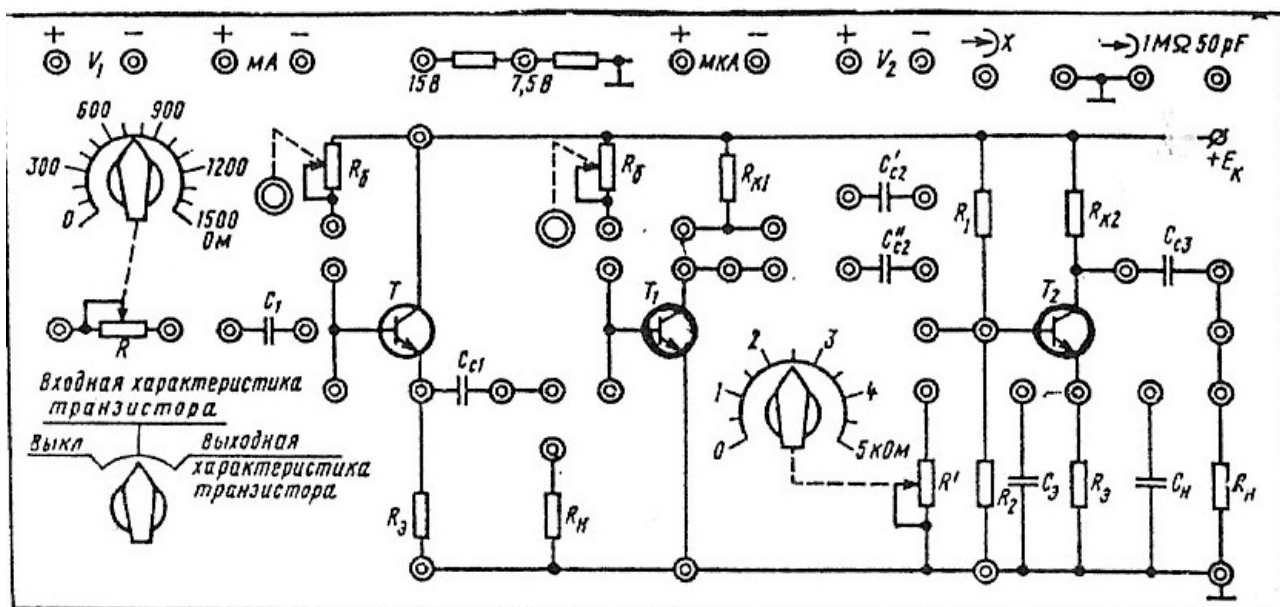 + V₁ − + мА − + мкА − + V₂ − X 1MΩ 50pF
15В 7,5В
600 900
300 1200
0 1500
Ом
Rб Rб Rк1 C'c2 R1 Rк2 +Eк
C''c2 Cc3
C1 T T1 T2
R
Cc1
2 3
1 4
0 5 кОм
Входная характеристика
транзистора
Выкл Выходная
характеристика
транзистора
Rэ Rн R' R2 Cэ Rэ Cн Rн